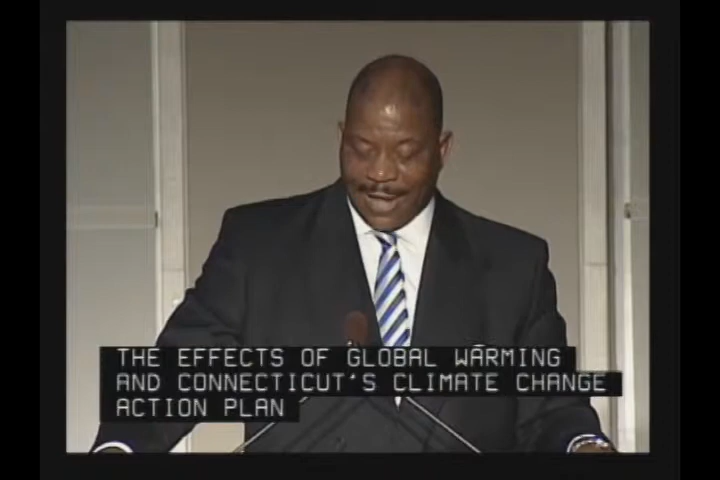 THE EFFECTS OF GLOBAL WARMING
AND CONNECTICUT'S CLIMATE CHANGE
ACTION PLAN